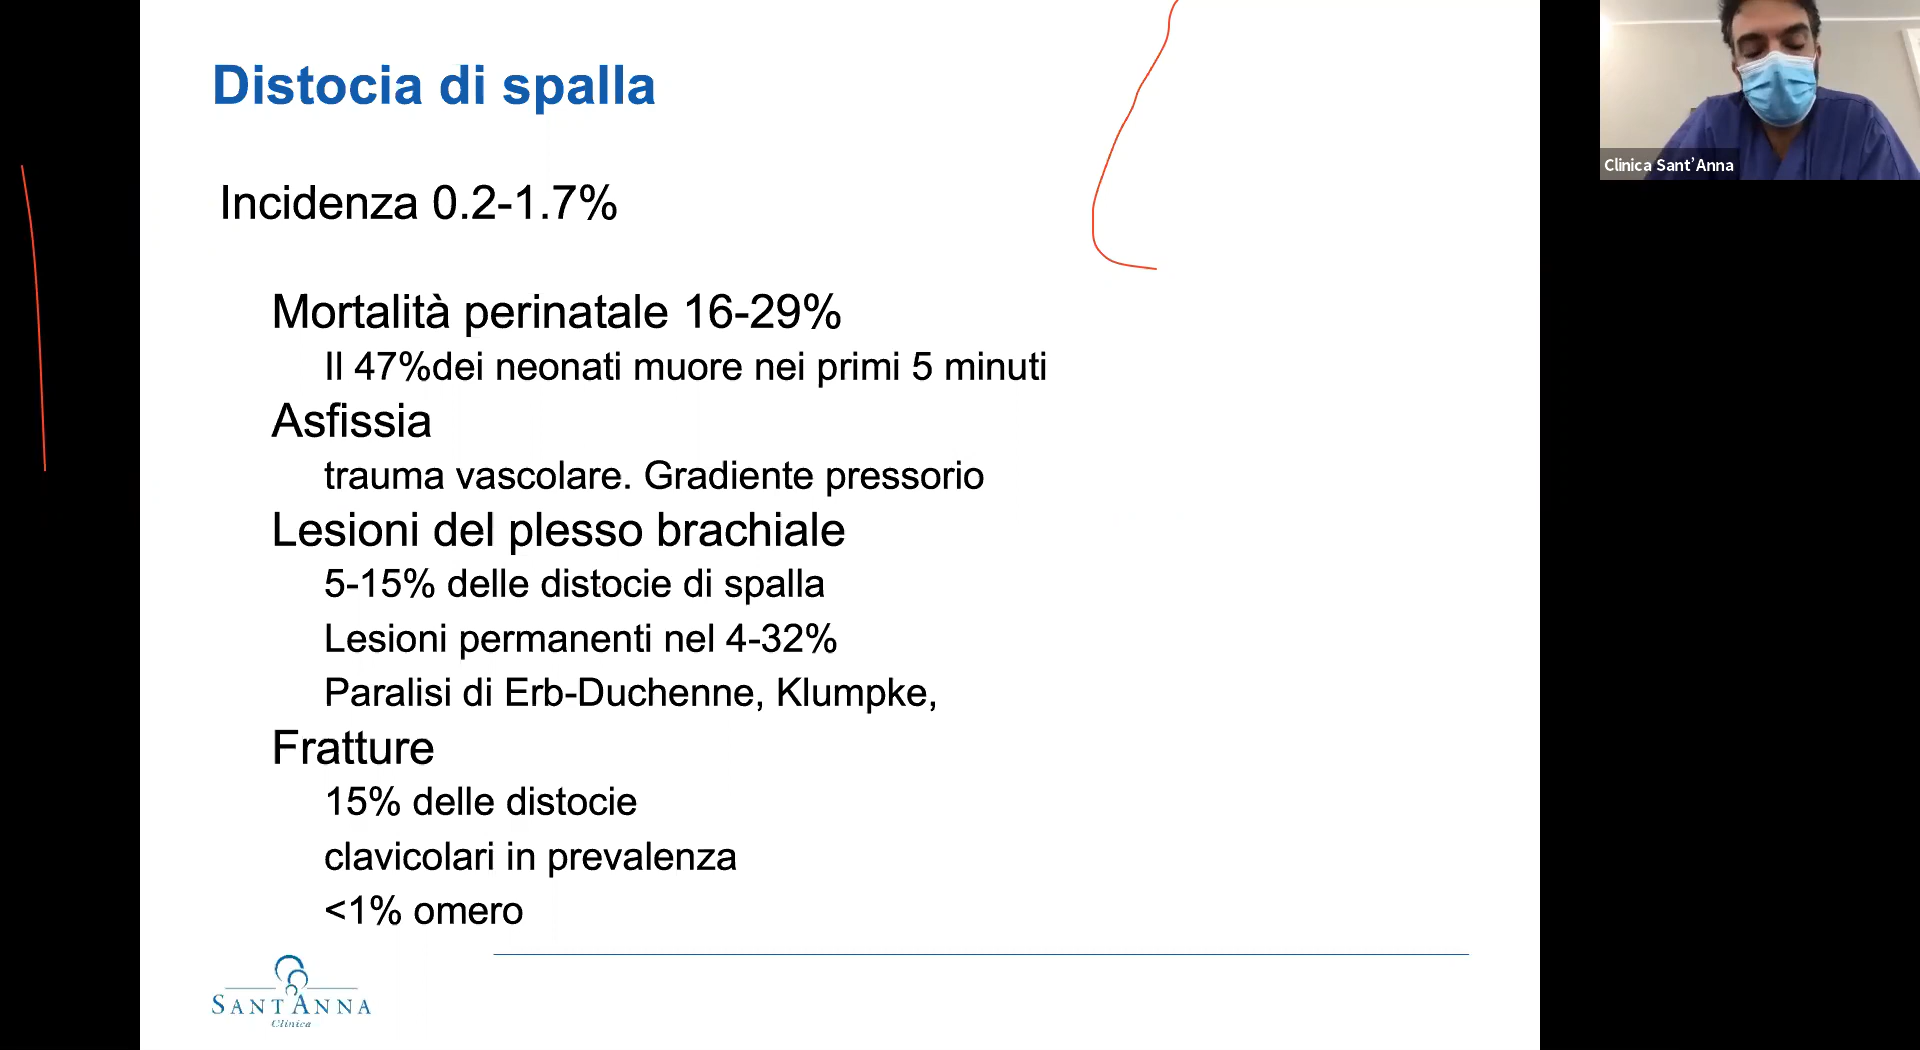 Distocia di spalla
Clinica Sant'Anna
Incidenza 0.2-1.7%
Mortalità perinatale 16-29%
Il 47%dei neonati muore nei primi 5 minuti
Asfissia
trauma vascolare. Gradiente pressorio
Lesioni del plesso brachiale
5-15% delle distocie di spalla
Lesioni permanenti nel 4-32%
Paralisi di Erb-Duchenne, Klumpke,
Fratture
15% delle distocie
clavicolari in prevalenza
<1% omero
SANT'ANNA
Clinica